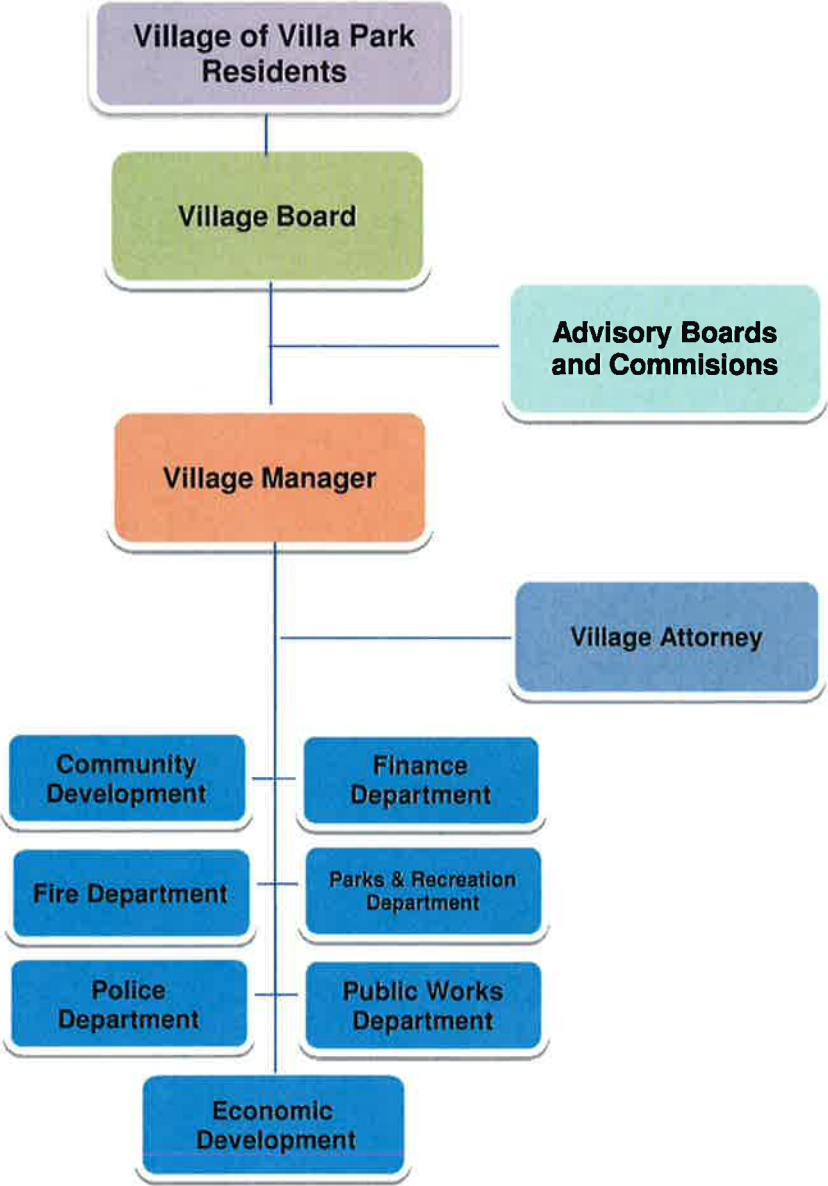 Village of Villa Park
Residents
Village Board
Advisory Boards
and Commisions
Village Manager
Village Attorney
Community
Development
Finance
Department
Fire Department
Parks & Recreation
Department
Police
Department
Public Works
Department
Economic
Development